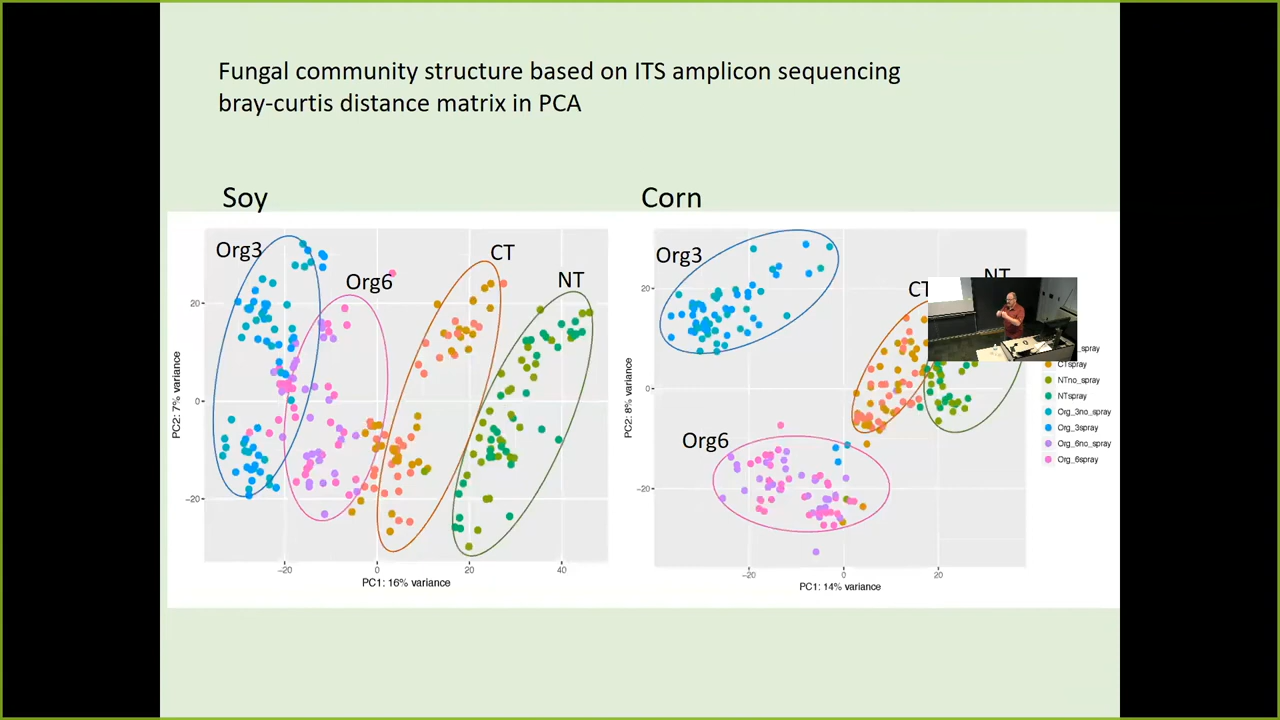 Fungal community structure based on ITS amplicon sequencing
bray-curtis distance matrix in PCA
Soy
Corn
Org3
Org6
CT
NT
20
0
−20
−20
0
20
40
PC2: 7% variance
PC1: 16% variance
Org3
Org6
NT
20
0
−20
−20
0
20
PC2: 8% variance
PC1: 14% variance
_spray
CTspray
NTno_spray
NTspray
Org_3no_spray
Org_3spray
Org_6no_spray
Org_6spray